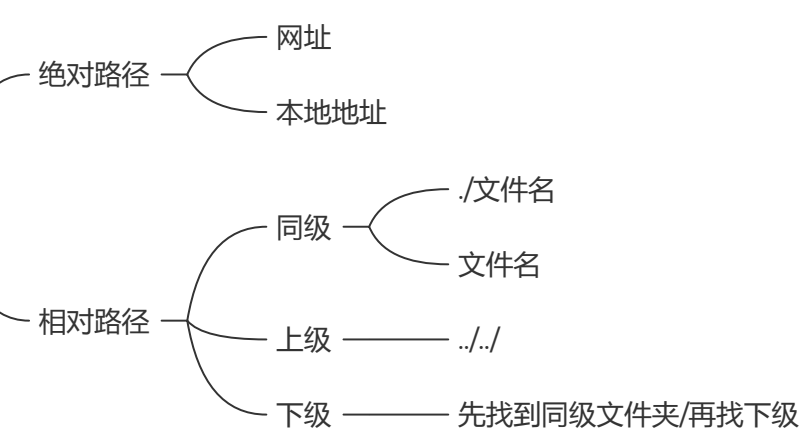 绝对路径
网址
本地地址
相对路径
同级
./文件名
文件名
上级
../../
下级
先找到同级文件夹/再找下级